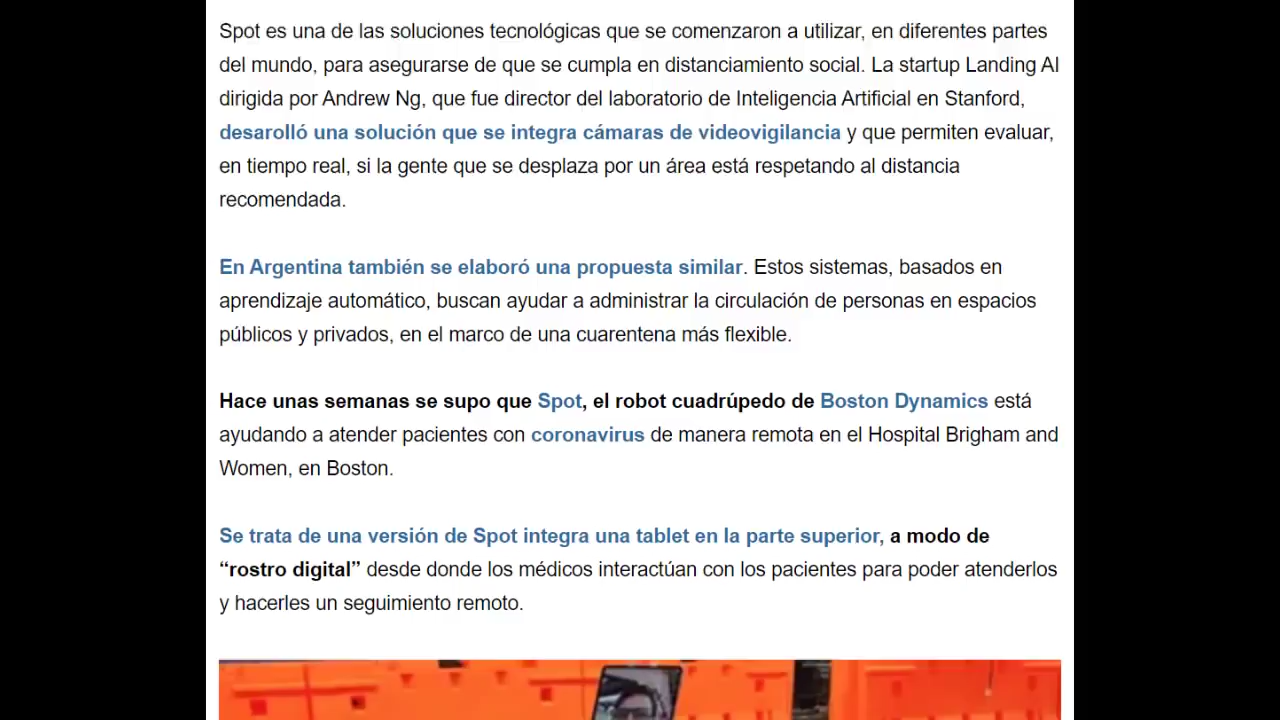 Spot es una de las soluciones tecnológicas que se comenzaron a utilizar, en diferentes partes
del mundo, para asegurarse de que se cumpla en distanciamiento social. La startup Landing AI
dirigida por Andrew Ng, que fue director del laboratorio de Inteligencia Artificial en Stanford,
desarolló una solución que se integra cámaras de videovigilancia y que permiten evaluar,
en tiempo real, si la gente que se desplaza por un área está respetando al distancia
recomendada.
En Argentina también se elaboró una propuesta similar. Estos sistemas, basados en
aprendizaje automático, buscan ayudar a administrar la circulación de personas en espacios
públicos y privados, en el marco de una cuarentena más flexible.
Hace unas semanas se supo que Spot, el robot cuadrúpedo de Boston Dynamics está
ayudando a atender pacientes con coronavirus de manera remota en el Hospital Brigham and
Women, en Boston.
Se trata de una versión de Spot integra una tablet en la parte superior, a modo de
“rostro digital” desde donde los médicos interactúan con los pacientes para poder atenderlos
y hacerles un seguimiento remoto.